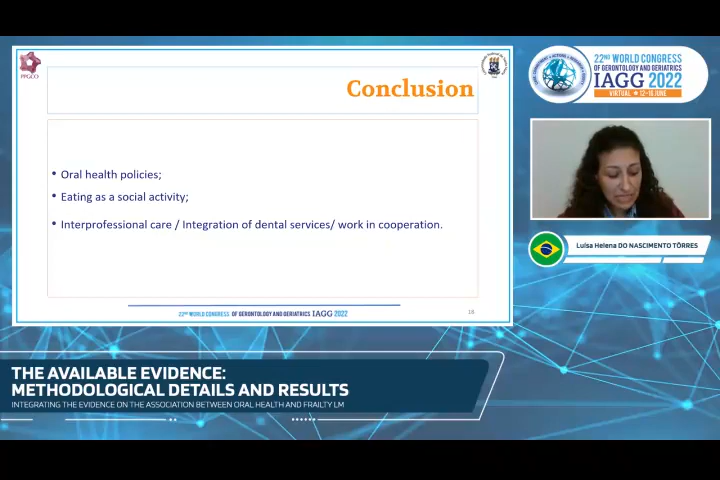 PPGCO
Conclusion
• Oral health policies;
• Eating as a social activity;
• Interprofessional care / Integration of dental services/ work in cooperation.
22ND WORLD CONGRESS OF GERONTOLOGY AND GERIATRICS IAGG 2022
18
22ND WORLD CONGRESS
OF GERONTOLOGY AND GERIATRICS
IAGG 2022
VIRTUAL 12-16 JUNE
Luísa Helena DO NASCIMENTO TÔRRES
THE AVAILABLE EVIDENCE:
METHODOLOGICAL DETAILS AND RESULTS
INTEGRATING THE EVIDENCE ON THE ASSOCIATION BETWEEN ORAL HEALTH AND FRAILTY LM